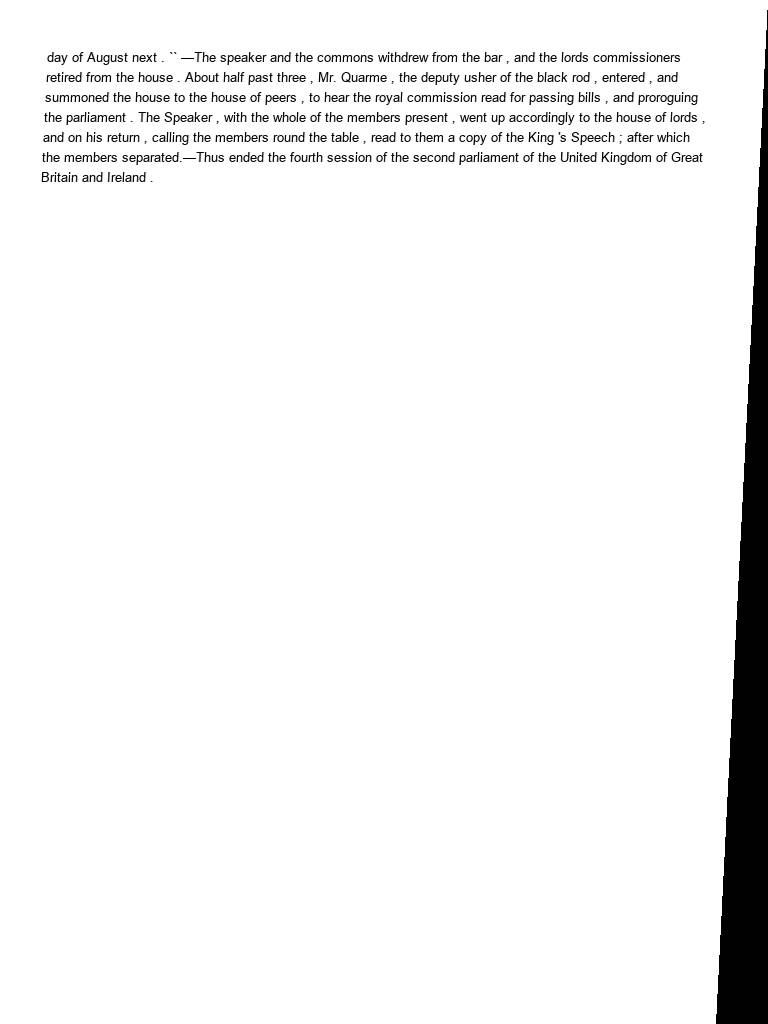 day of August next . `` —The speaker and the commons withdrew from the bar , and the lords commissioners
retired from the house . About half past three , Mr. Quarme , the deputy usher of the black rod , entered , and
summoned the house to the house of peers , to hear the royal commission read for passing bills , and proroguing
the parliament . The Speaker , with the whole of the members present , went up accordingly to the house of lords ,
and on his return , calling the members round the table , read to them a copy of the King 's Speech ; after which
the members separated.—Thus ended the fourth session of the second parliament of the United Kingdom of Great
Britain and Ireland .